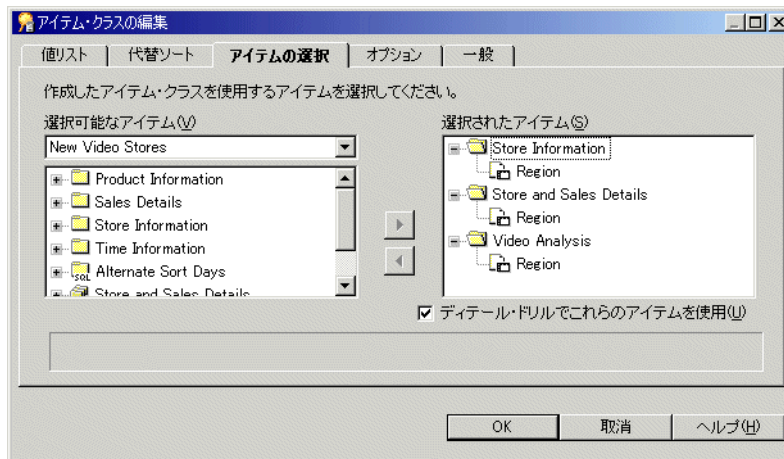 アイテム・クラスの編集
値リスト
代替ソート
アイテムの選択
オプション
一般
作成したアイテム・クラスを使用するアイテムを選択してください。
選択可能なアイテム(V)
New Video Stores
Product Information
Sales Details
Store Information
Time Information
SQL Alternate Sort Days
Store and Sales Details
選択されたアイテム(S)
Store Information
Region
Store and Sales Details
Region
Video Analysis
Region
ディテール・ドリルでこれらのアイテムを使用(U)
OK
取消
ヘルプ(H)